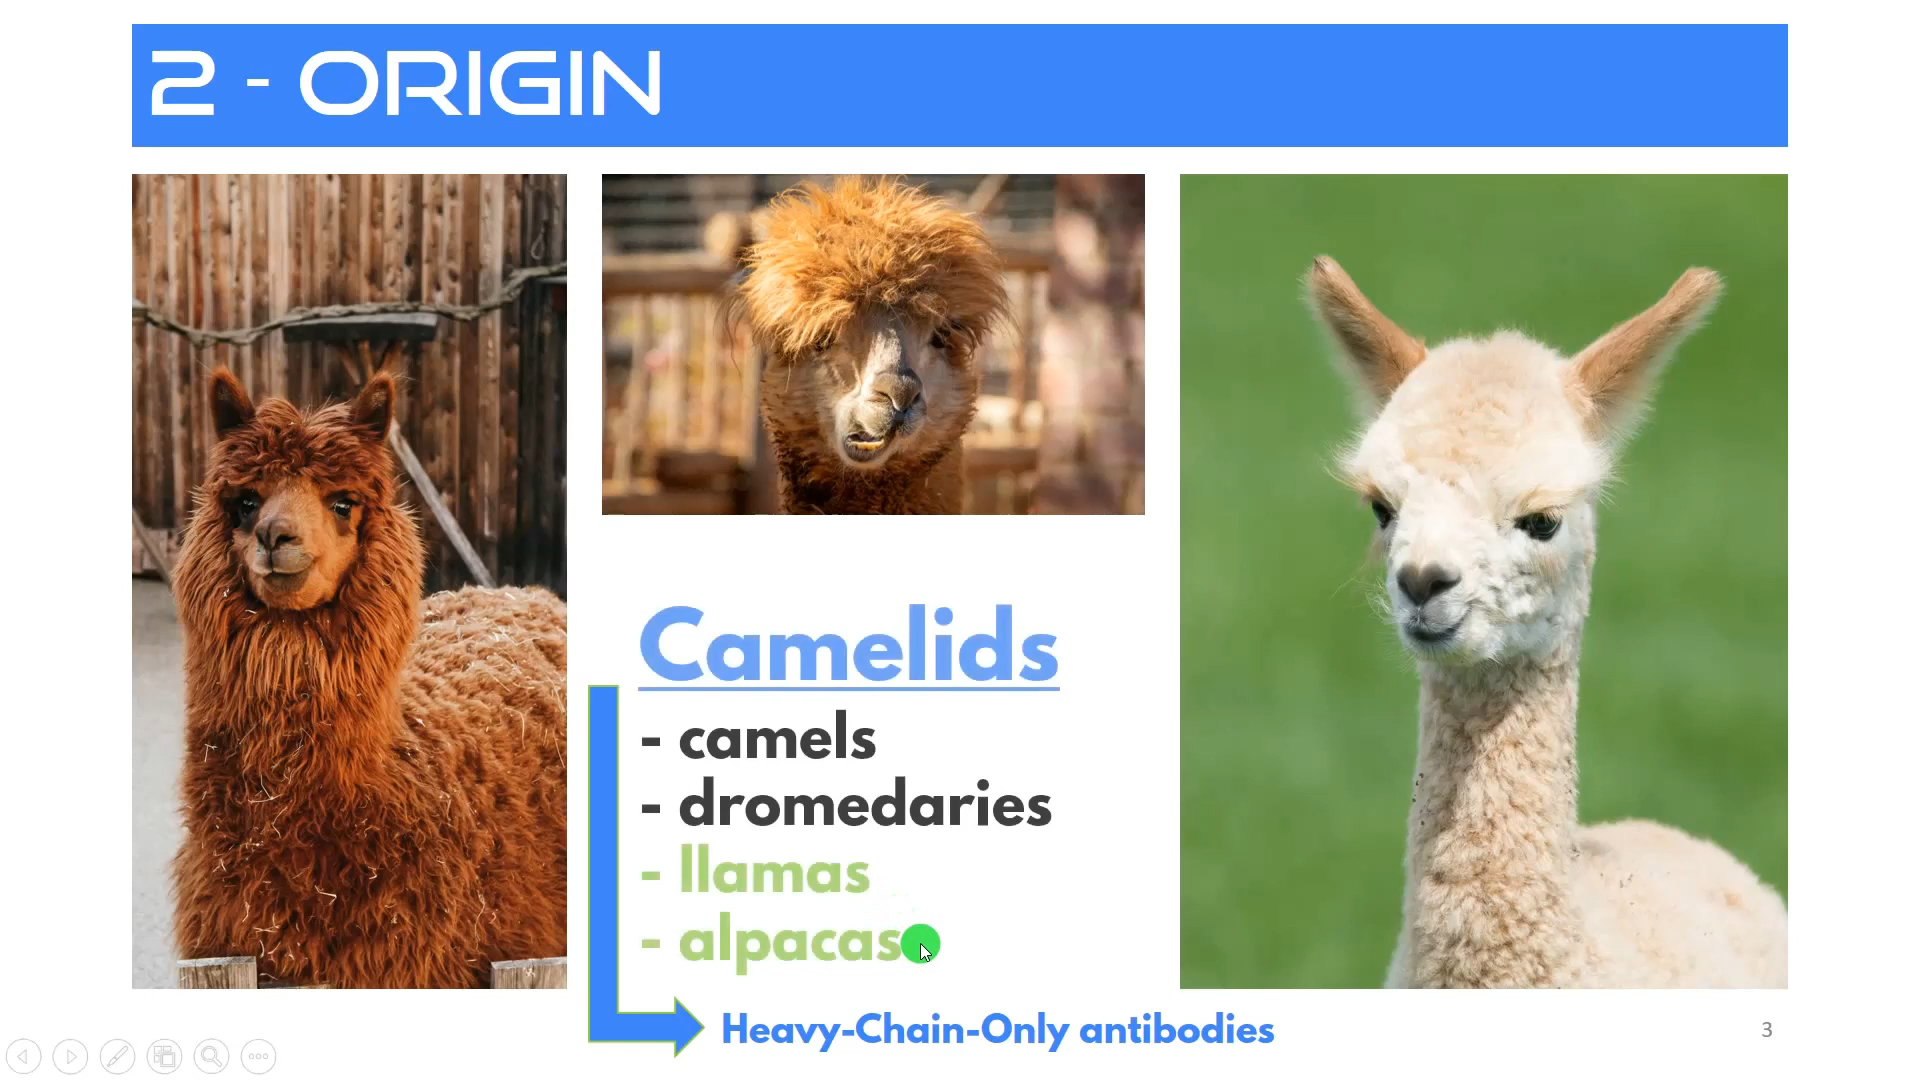 2 - ORIGIN
Camelids
- camels
- dromedaries
- llamas
- alpacas
Heavy-Chain-Only antibodies
3